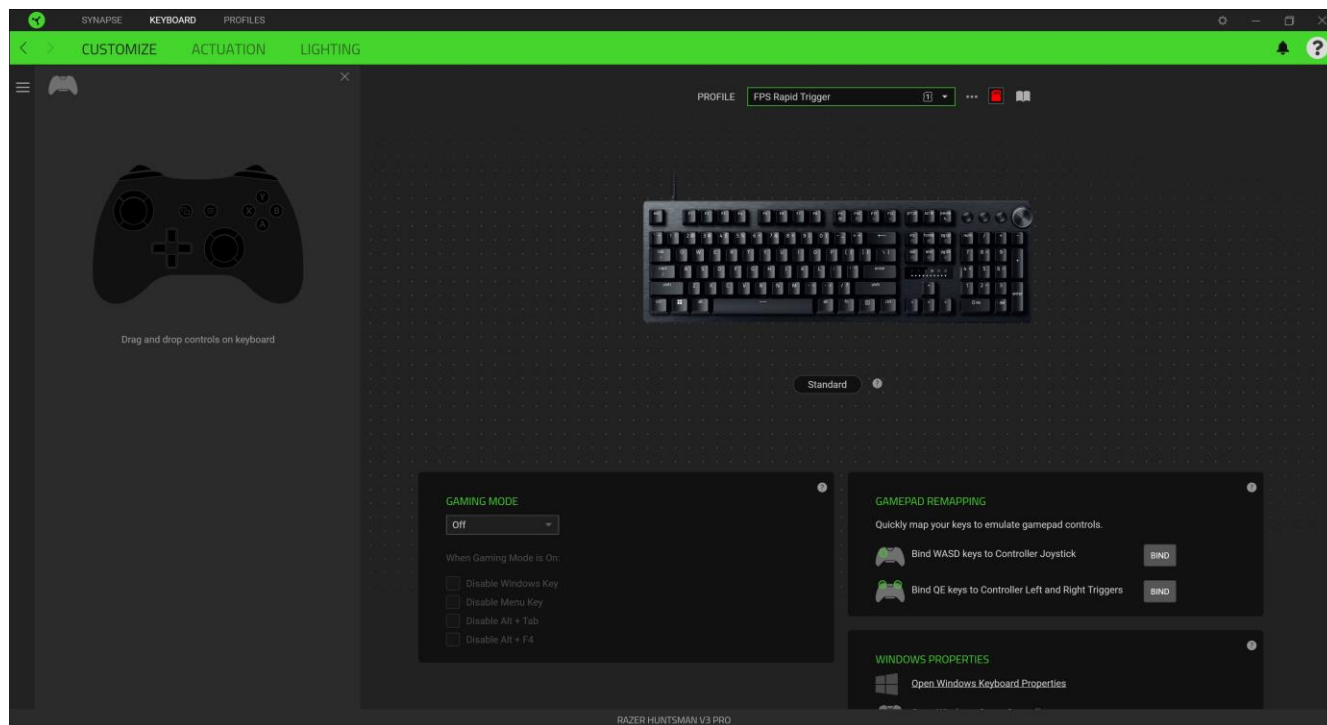 SYNAPSE KEYBOARD PROFILES
CUSTOMIZE ACTUATION LIGHTING
?
PROFILE FPS Rapid Trigger 1
Y
X B
A
Drag and drop controls on keyboard
Standard ?
GAMING MODE ?
Off
When Gaming Mode is On:
Disable Windows Key
Disable Menu Key
Disable Alt + Tab
Disable Alt + F4
GAMEPAD REMAPPING ?
Quickly map your keys to emulate gamepad controls.
Bind WASD keys to Controller Joystick BIND
Bind QE keys to Controller Left and Right Triggers BIND
WINDOWS PROPERTIES ?
Open Windows Keyboard Properties
RAZER HUNTSMAN V3 PRO